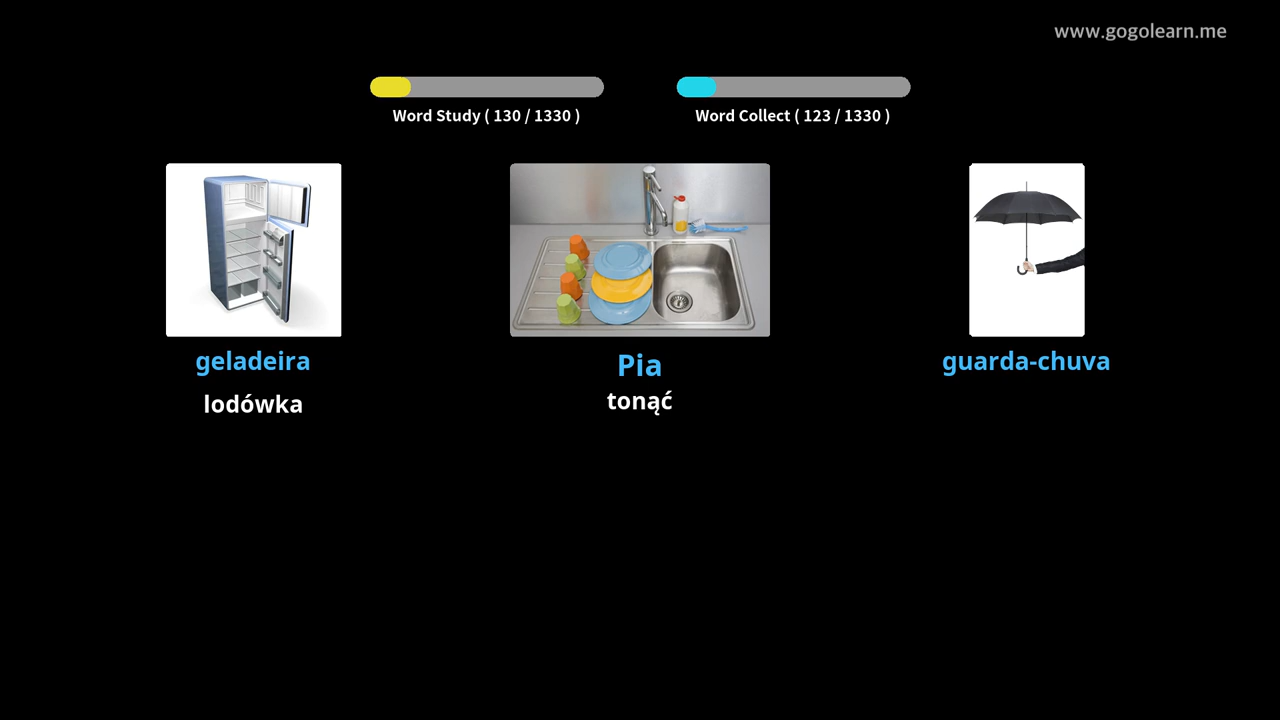 www.gogolearn.me
Word Study ( 130 / 1330 )
Word Collect ( 123 / 1330 )
geladeira
Pia
guarda-chuva
lodówka
tonąć